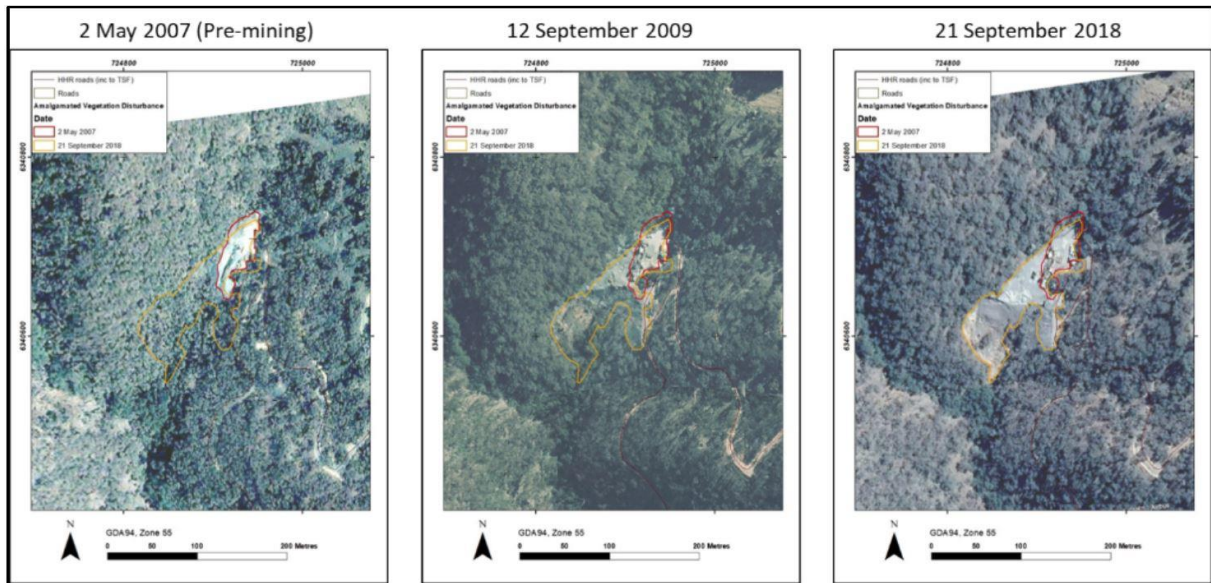 2 May 2007 (Pre-mining)
724800 725000
HHR roads (inc to TSF)
Roads
Amalgamated Vegetation Disturbance
Date
2 May 2007
21 September 2018
6340800
6340600
N
GDA94, Zone 55
0 50 100 200 Metres
12 September 2009
724800 725000
HHR roads (inc to TSF)
Roads
Amalgamated Vegetation Disturbance
Date
2 May 2007
21 September 2018
6340800
6340600
N
GDA94, Zone 55
0 50 100 200 Metres
21 September 2018
724800 725000
HHR roads (inc to TSF)
Roads
Amalgamated Vegetation Disturbance
Date
2 May 2007
21 September 2018
6340800
6340600
N
GDA94, Zone 55
0 50 100 200 Metres